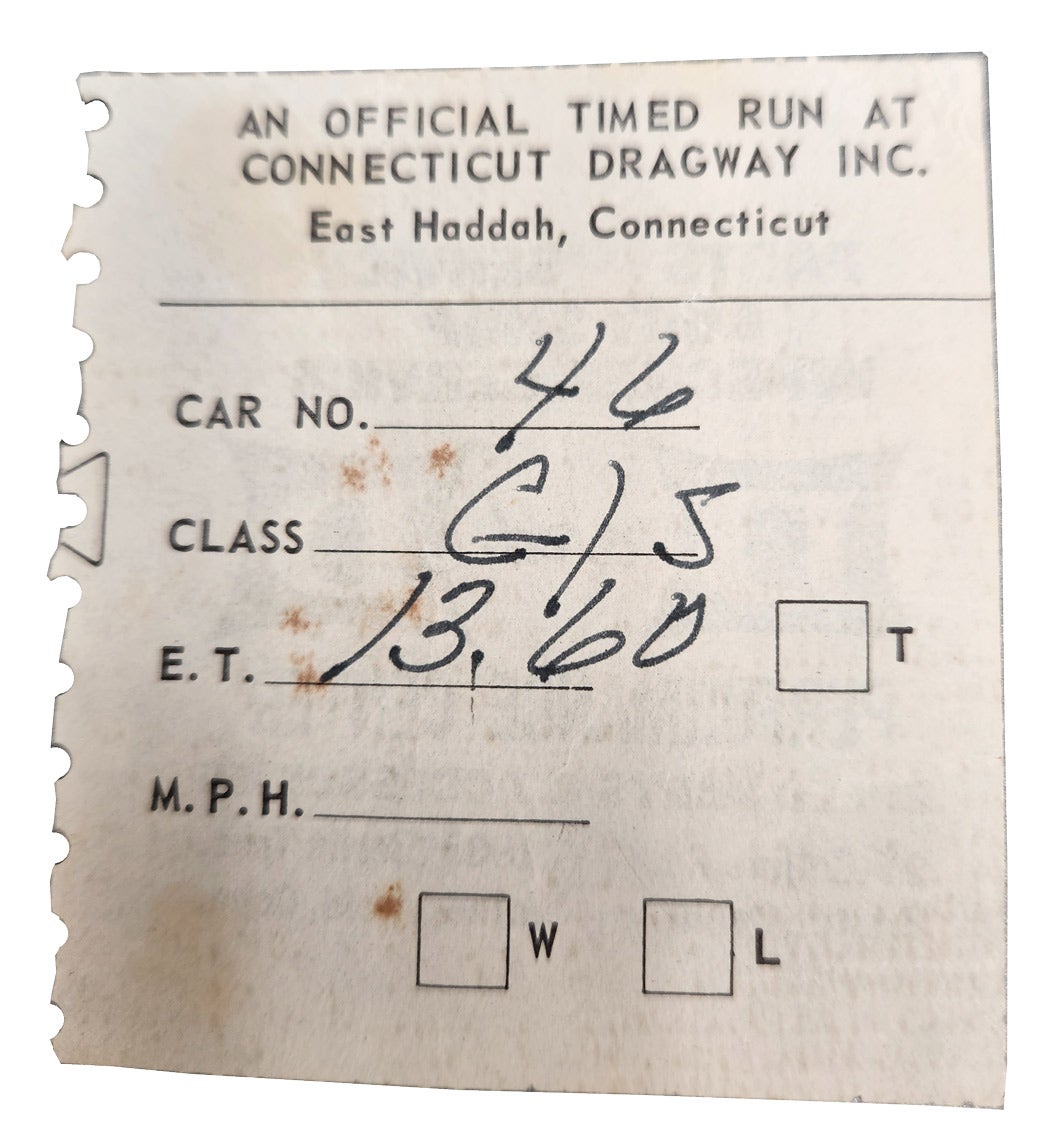 AN OFFICIAL TIMED RUN AT
CONNECTICUT DRAGWAY INC.
East Haddah, Connecticut
CAR NO. 46
CLASS C/S
E. T. 13.60 T
M. P. H.
W L